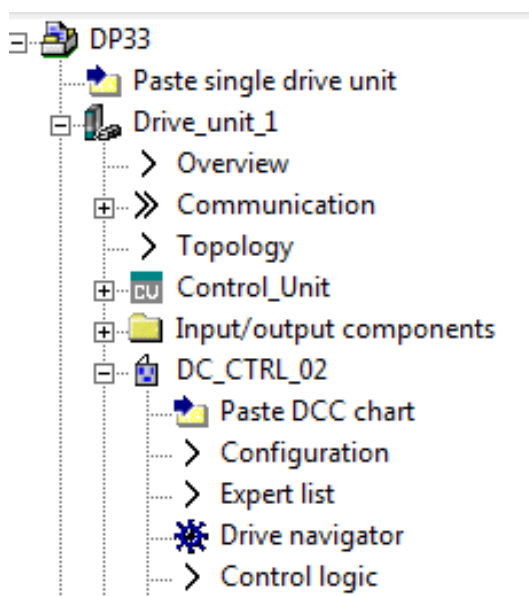 DP33
Paste single drive unit
Drive_unit_1
Overview
Communication
Topology
CU Control_Unit
Input/output components
DC_CTRL_02
Paste DCC chart
Configuration
Expert list
Drive navigator
Control logic